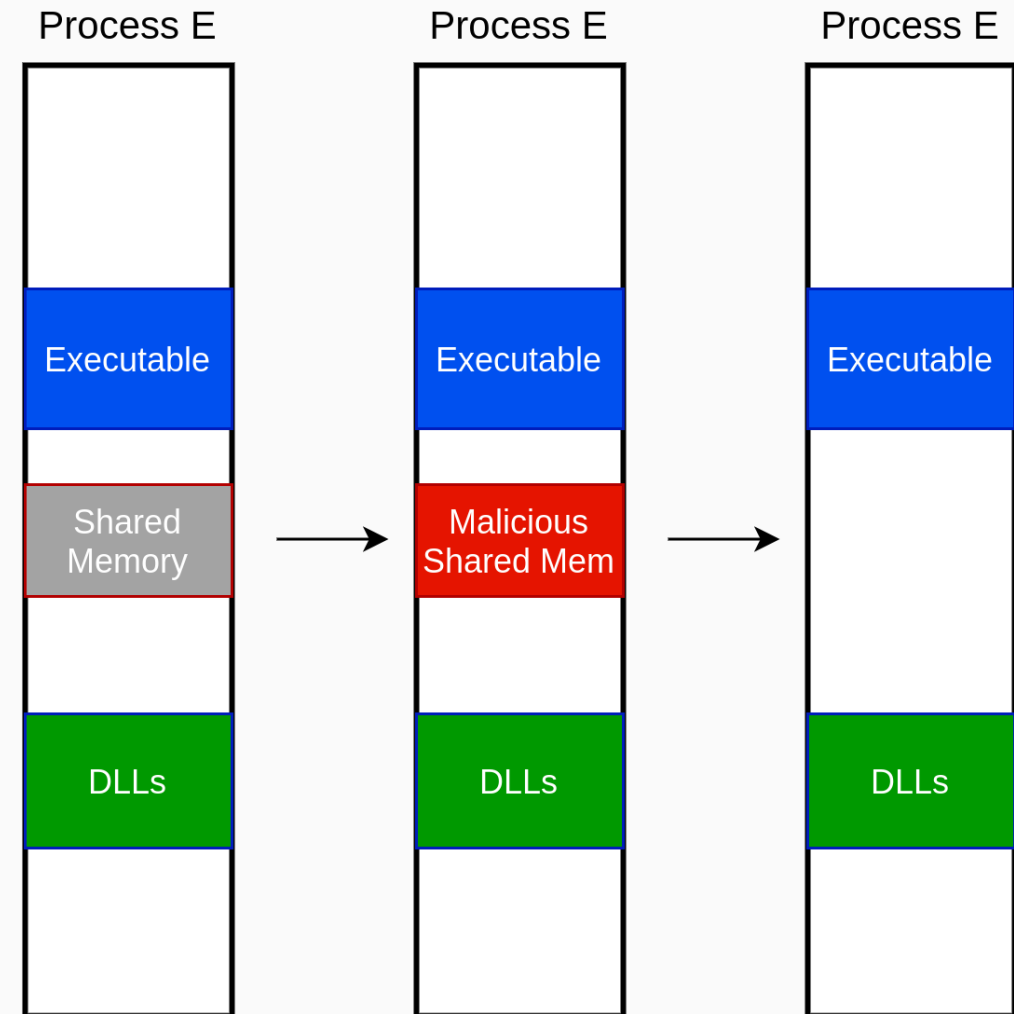 Process E
Process E
Process E
Executable
Executable
Executable
Shared
Memory
Malicious
Shared Mem
DLLs
DLLs
DLLs